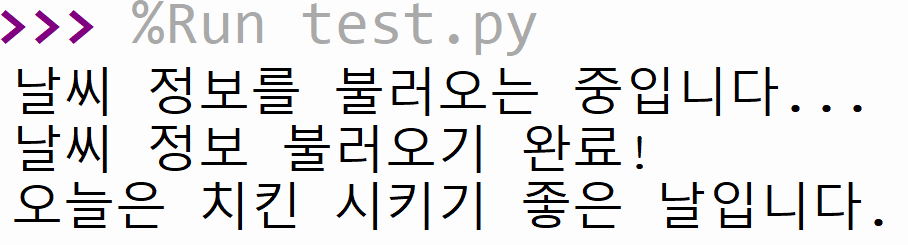 >>> %Run test.py
날씨 정보를 불러오는 중입니다...
날씨 정보 불러오기 완료!
오늘은 치킨 시키기 좋은 날입니다.